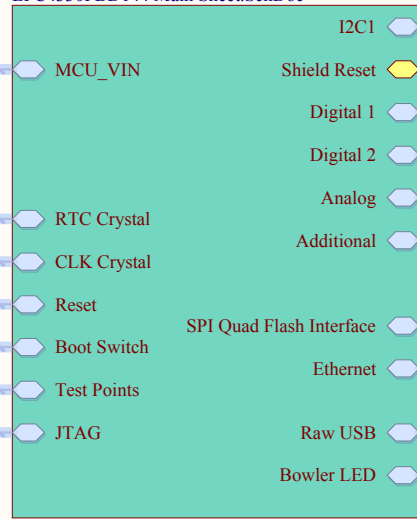 I2C1
MCU_VIN
Shield Reset
Digital 1
Digital 2
Analog
RTC Crystal
Additional
CLK Crystal
Reset
SPI Quad Flash Interface
Boot Switch
Ethernet
Test Points
JTAG
Raw USB
Bowler LED